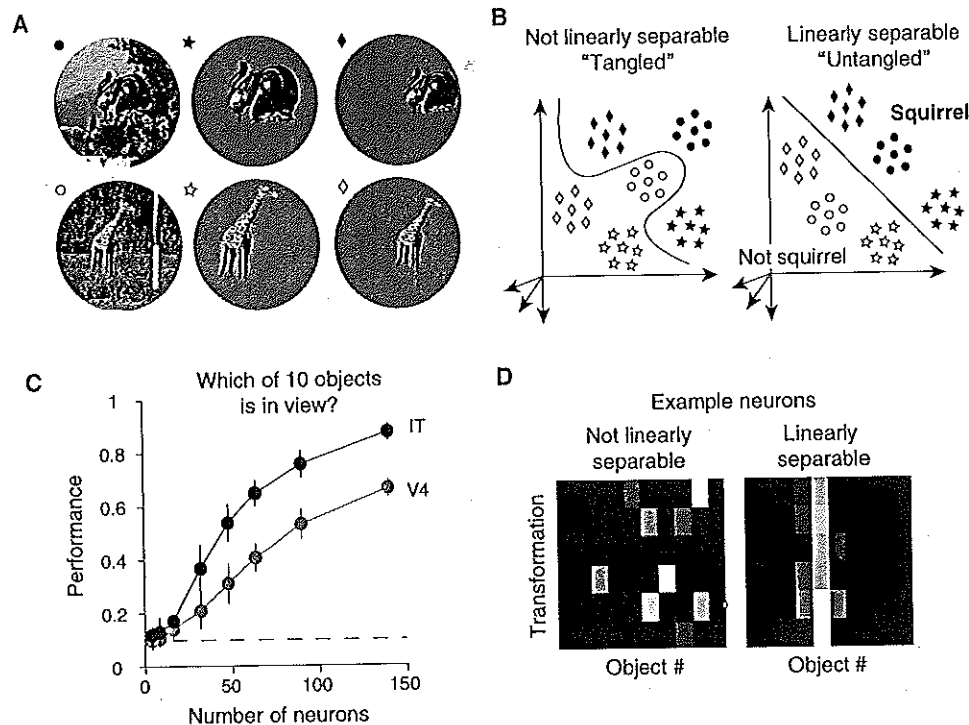 A
B
Not linearly separable
"Tangled"
Linearly separable
"Untangled"
Squirrel
Not squirrel
C
Which of 10 objects
is in view?
1
0.8
0.6
0.4
0.2
0
IT
V4
Performance
0
50
100
150
Number of neurons
D
Example neurons
Not linearly
separable
Linearly
separable
Transformation
Object #
Object #